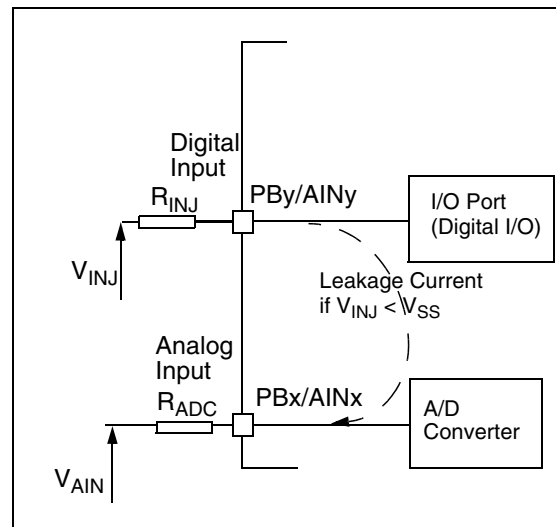 Digital
Input
R_INJ
PBy/AINy
I/O Port
(Digital I/O)
V_INJ
Leakage Current
if V_INJ < V_SS
Analog
Input
R_ADC
PBx/AINx
A/D
Converter
V_AIN